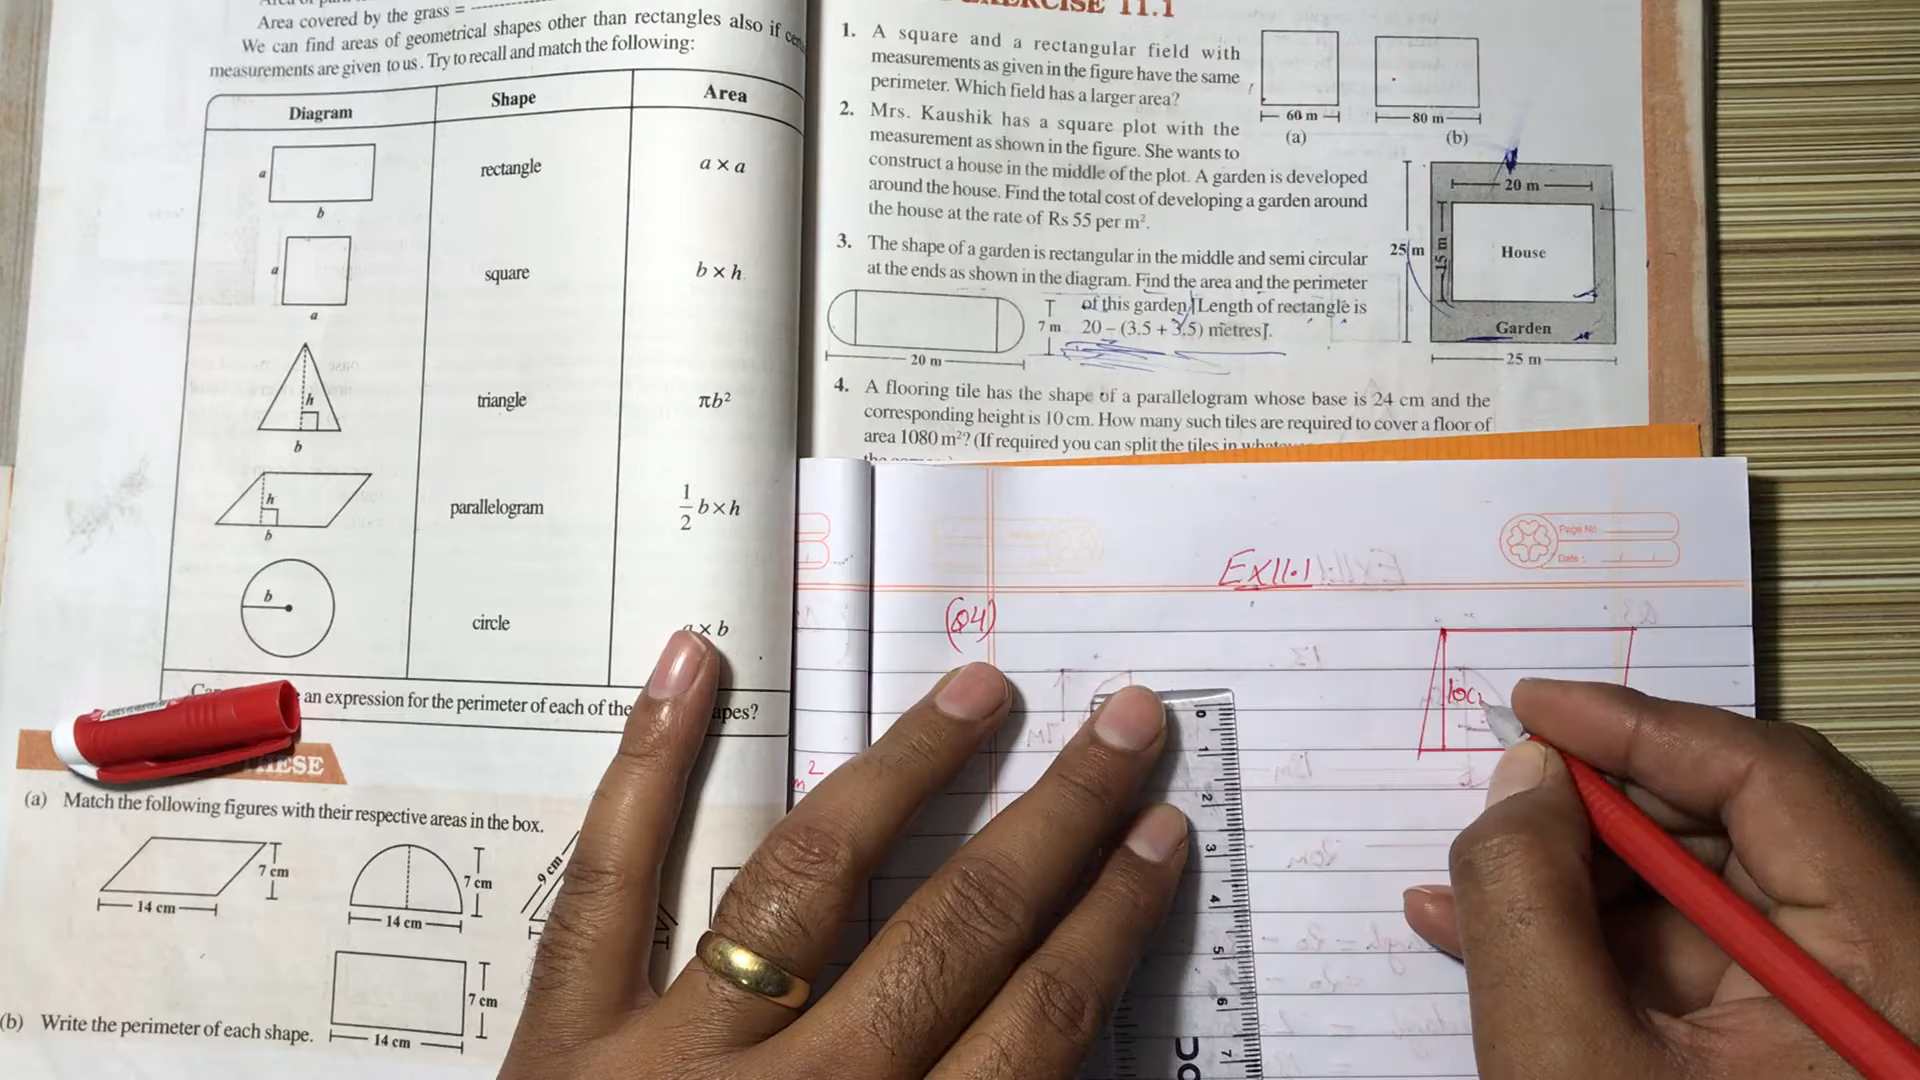 Area covered by the grass =
We can find areas of geometrical shapes other than rectangles also if
measurements are given to us . Try to recall and match the following:
Diagram
Shape
Area
a
b
rectangle
a × a
a
a
square
b × h
h
b
triangle
πb²
h
b
parallelogram
1/2 b × h
b
circle
a × b
an expression for the perimeter of each of the
apes?
(a) Match the following figures with their respective areas in the box.
7 cm
14 cm
7 cm
14 cm
9 cm
7 cm
14 cm
(b) Write the perimeter of each shape.
EXERCISE 11.1
1. A square and a rectangular field with
measurements as given in the figure have the same
perimeter. Which field has a larger area?
60 m
(a)
80 m
(b)
2. Mrs. Kaushik has a square plot with the
measurement as shown in the figure. She wants to
construct a house in the middle of the plot. A garden is developed
around the house. Find the total cost of developing a garden around
the house at the rate of Rs 55 per m².
20 m
25 m
15 m
House
Garden
25 m
3. The shape of a garden is rectangular in the middle and semi circular
at the ends as shown in the diagram. Find the area and the perimeter
of this garden [Length of rectangle is
20 – (3.5 + 3.5) metres].
7 m
20 m
4. A flooring tile has the shape of a parallelogram whose base is 24 cm and the
corresponding height is 10 cm. How many such tiles are required to cover a floor of
area 1080 m²? (If required you can split the tiles in
Page No
Date :
Ex11.1
(Q4)
10c
m²
0
1
2
3
4
5
6
7